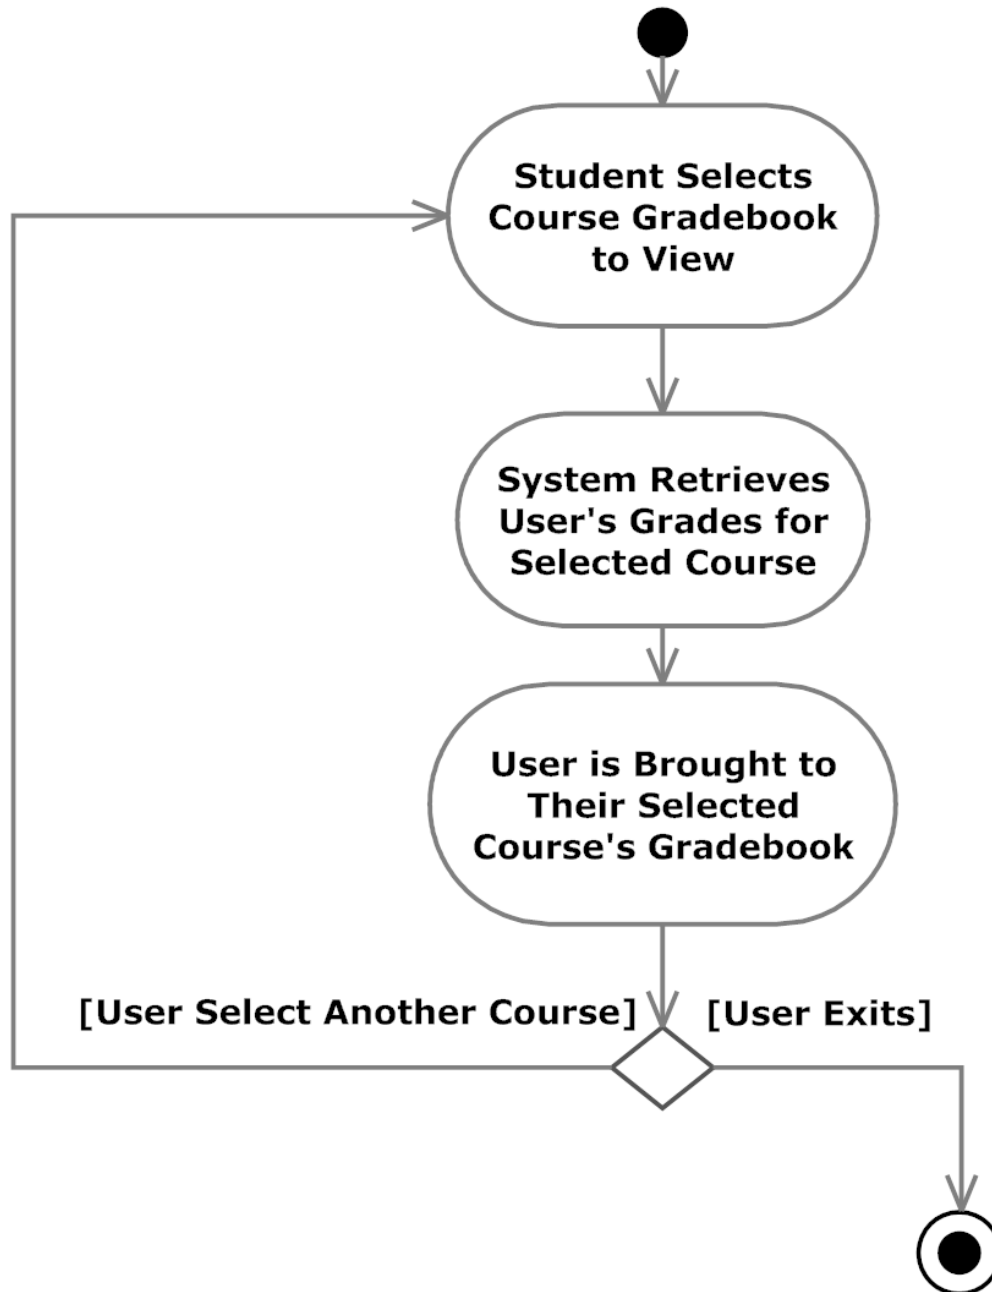 Student Selects
Course Gradebook
to View
System Retrieves
User's Grades for
Selected Course
User is Brought to
Their Selected
Course's Gradebook
[User Select Another Course]
[User Exits]